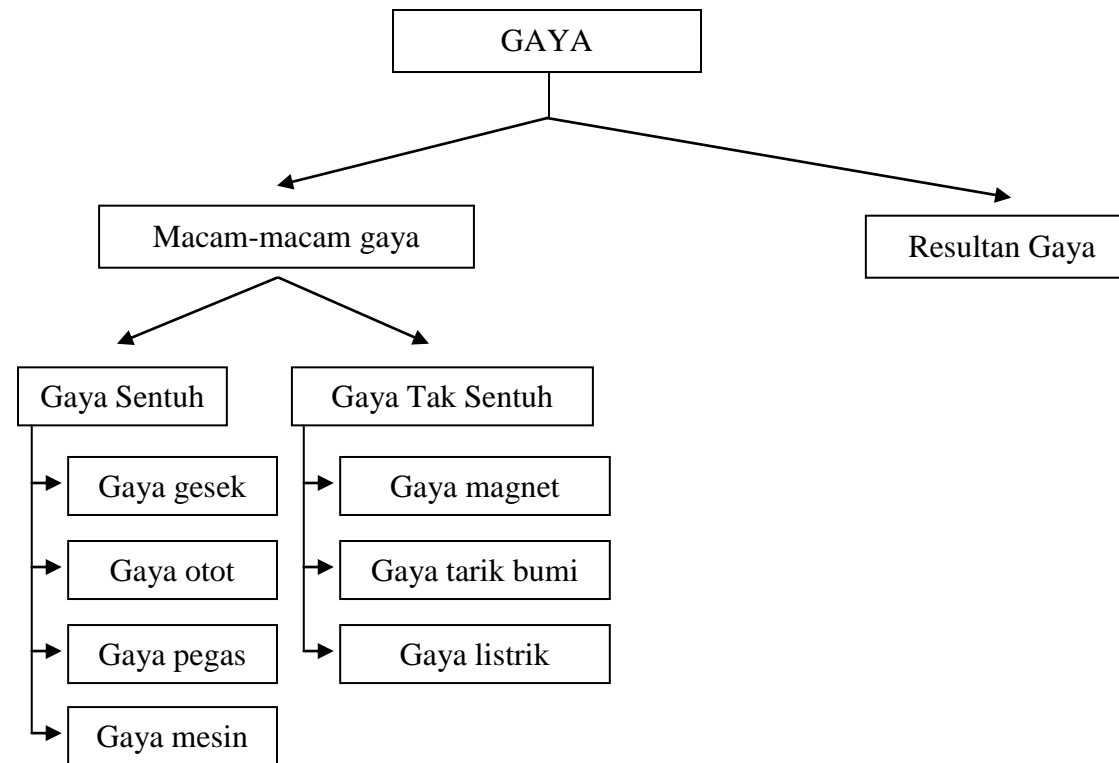 GAYA
Macam-macam gaya
Resultan Gaya
Gaya Sentuh
Gaya Tak Sentuh
Gaya gesek
Gaya magnet
Gaya otot
Gaya tarik bumi
Gaya pegas
Gaya listrik
Gaya mesin